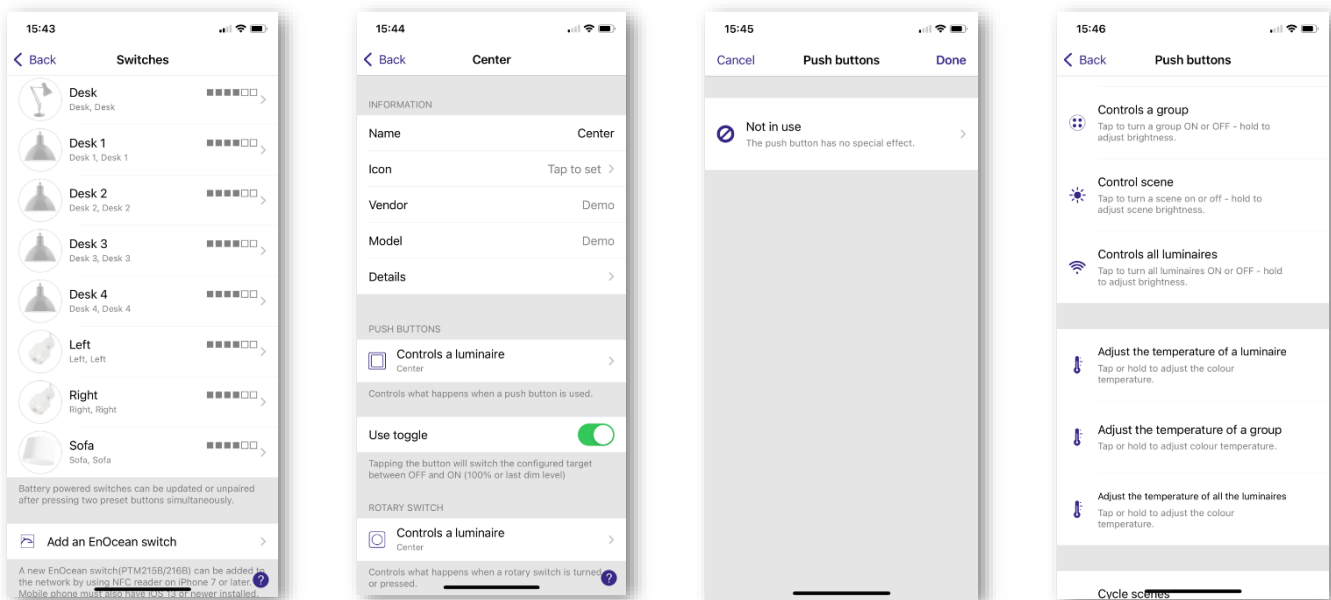 15:43
Back
Switches
Desk
Desk, Desk
Desk 1
Desk 1, Desk 1
Desk 2
Desk 2, Desk 2
Desk 3
Desk 3, Desk 3
Desk 4
Desk 4, Desk 4
Left
Left, Left
Right
Right, Right
Sofa
Sofa, Sofa
Battery powered switches can be updated or unpaired
after pressing two preset buttons simultaneously.
Add an EnOcean switch
A new EnOcean switch(PTM215B/216B) can be added to
the network by using NFC reader on iPhone 7 or later.
Mobile phone must also have iOS 13 or newer installed.
?
15:44
Back
Center
INFORMATION
Name Center
Icon Tap to set
Vendor Demo
Model Demo
Details
PUSH BUTTONS
Controls a luminaire
Center
Controls what happens when a push button is used.
Use toggle
Tapping the button will switch the configured target
between OFF and ON (100% or last dim level)
ROTARY SWITCH
Controls a luminaire
Center
Controls what happens when a rotary switch is turned
or pressed.
?
15:45
Cancel
Push buttons
Done
Not in use
The push button has no special effect.
15:46
Back
Push buttons
Controls a group
Tap to turn a group ON or OFF - hold to
adjust brightness.
Control scene
Tap to turn a scene on or off - hold to
adjust scene brightness.
Controls all luminaires
Tap to turn all luminaires ON or OFF - hold
to adjust brightness.
Adjust the temperature of a luminaire
Tap or hold to adjust the colour
temperature.
Adjust the temperature of a group
Tap or hold to adjust colour temperature.
Adjust the temperature of all the luminaires
Tap or hold to adjust the colour
temperature.
Cycle scenes